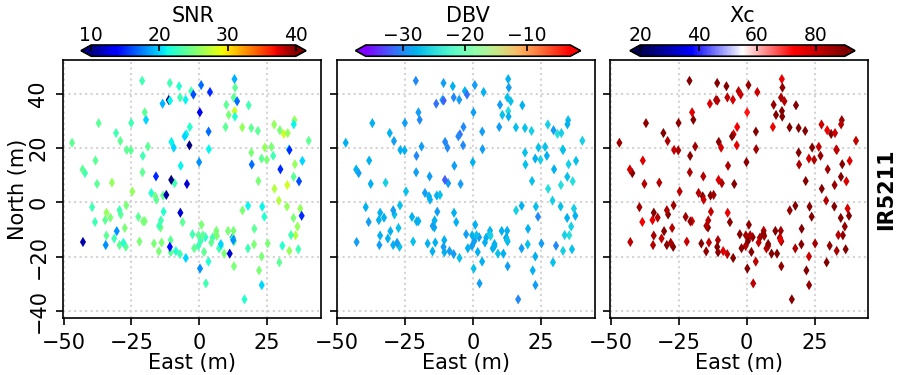 SNR DBV Xc
10 20 30 40 −30 −20 −10 20 40 60 80
40
20
0
−20
−40
North (m)
IR5211
−50 −25 0 25 −50 −25 0 25 −50 −25 0 25
East (m) East (m) East (m)